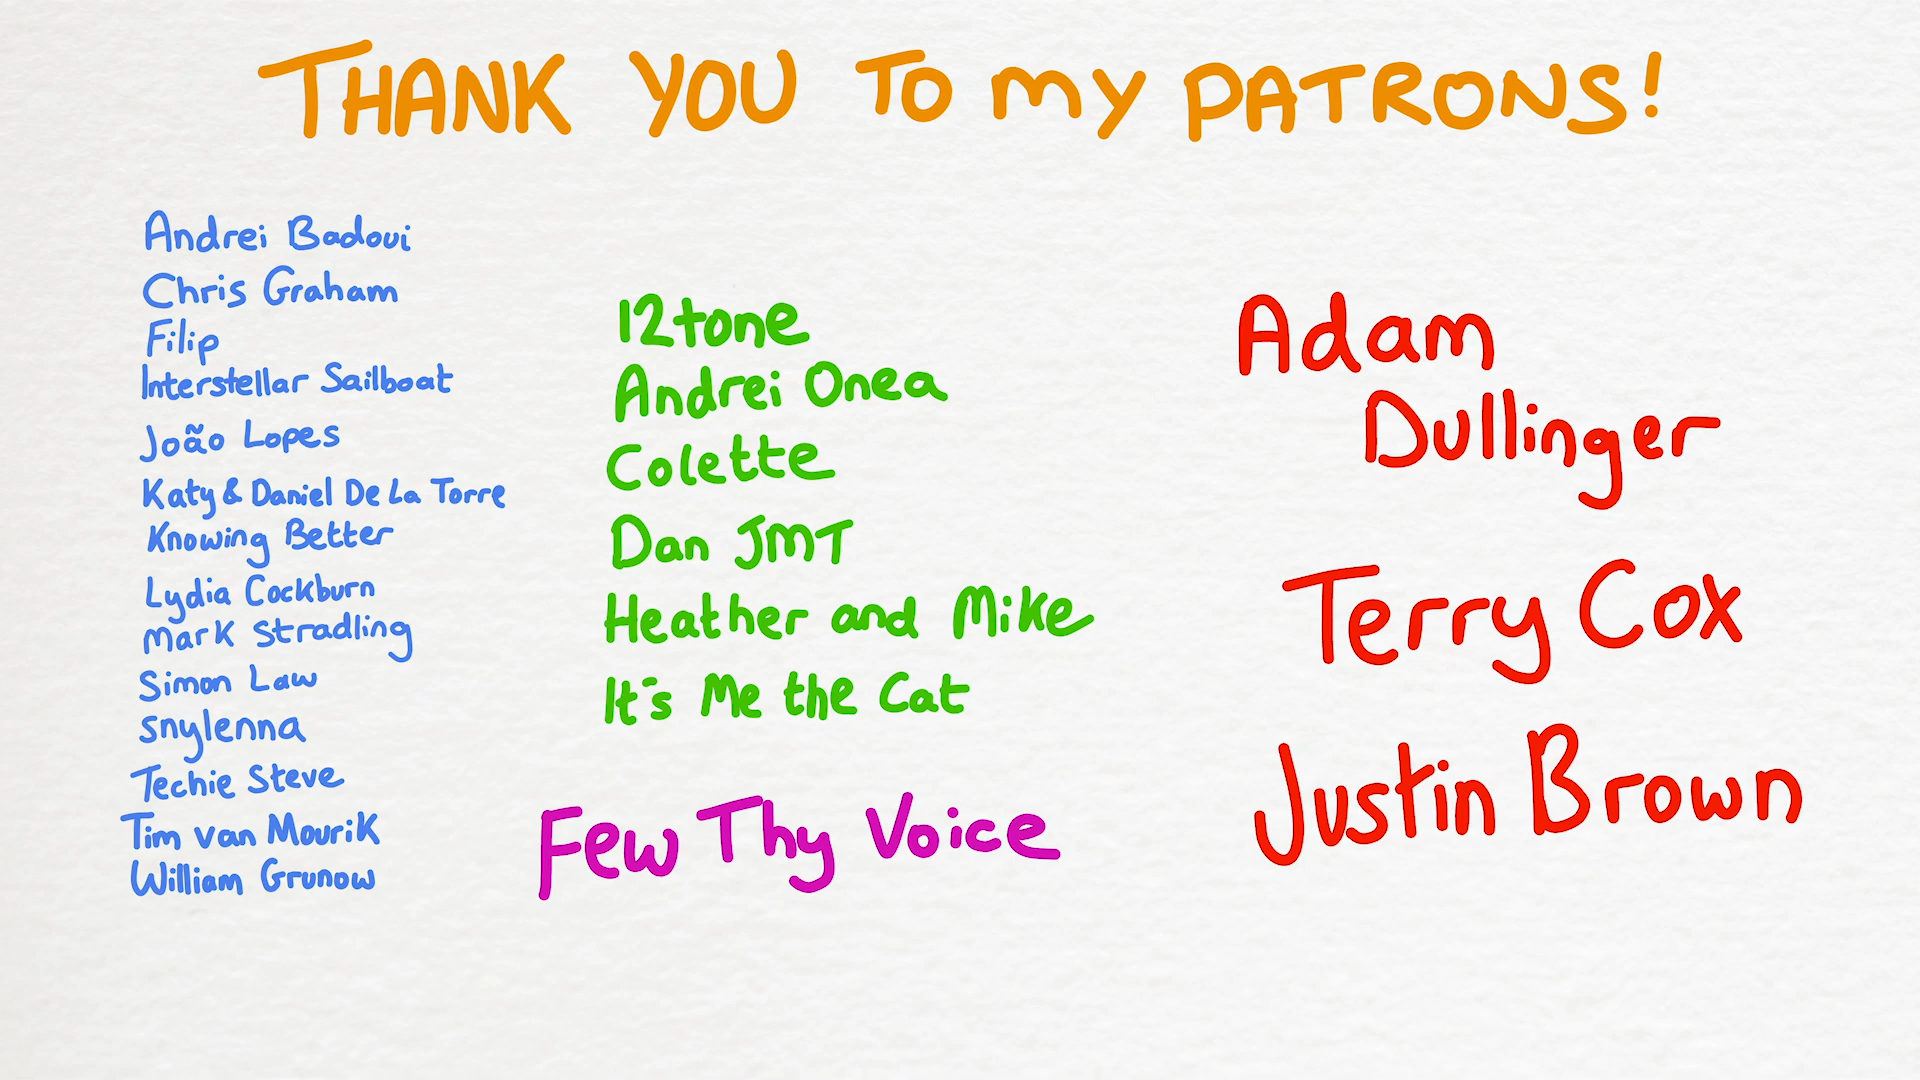 THANK YOU TO MY PATRONS!
Andrei Badoui
Chris Graham
Filip
Interstellar Sailboat
João Lopes
Katy & Daniel De La Torre
Knowing Better
Lydia Cockburn
Mark Stradling
Simon Law
snylenna
Techie Steve
Tim van Mourik
William Grunow
12tone
Andrei Onea
Colette
Dan JMT
Heather and Mike
It's Me the Cat
Few Thy Voice
Adam
Dullinger
Terry Cox
Justin Brown